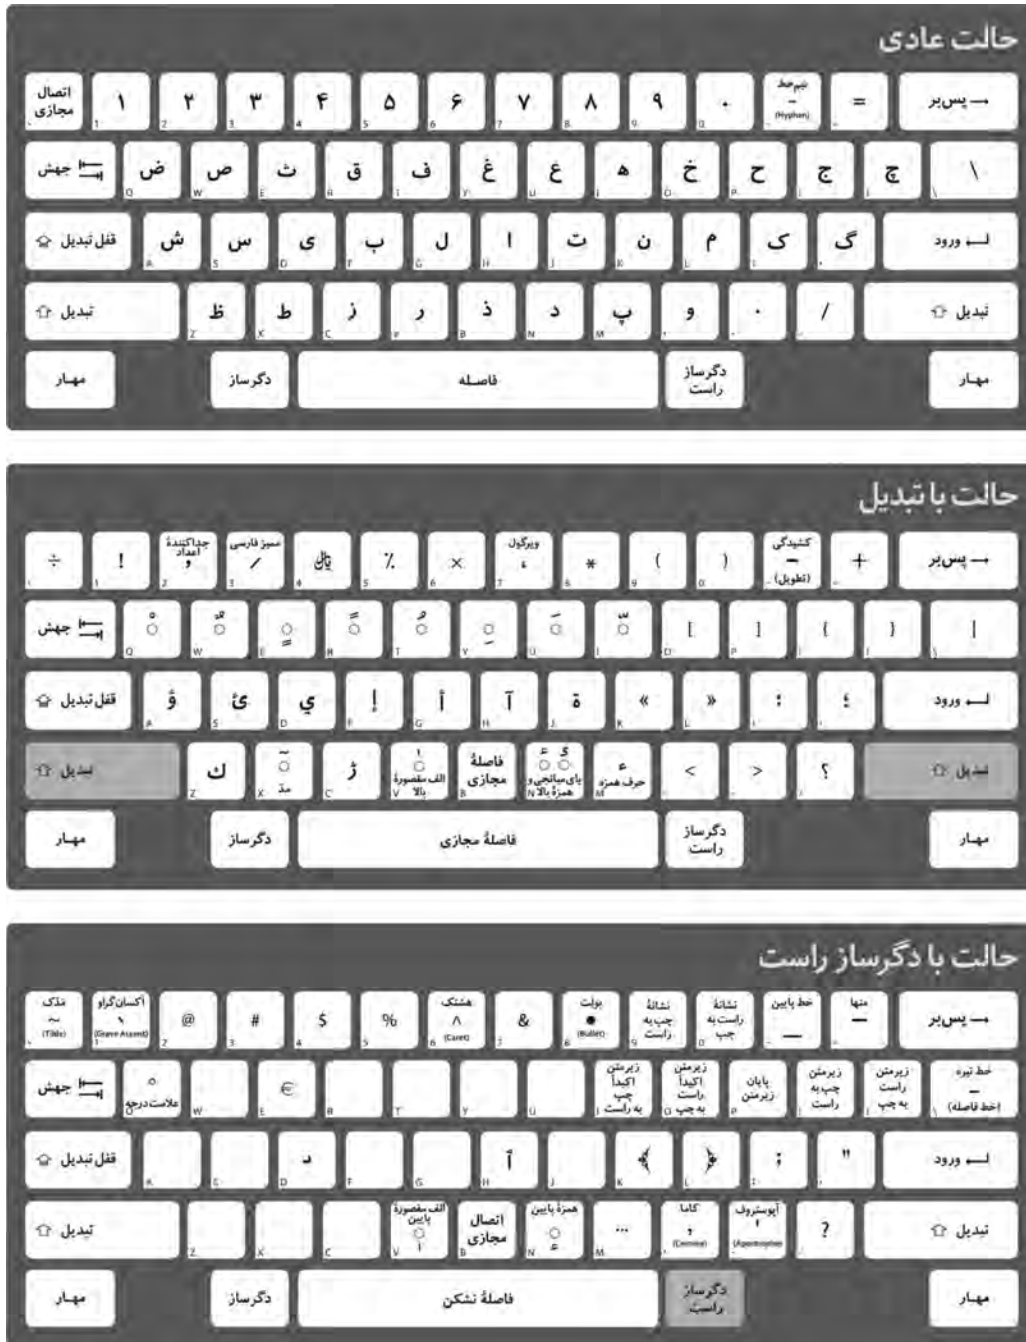 حالت عادی
اتصال مجازی ۱ ۲ ۳ ۴ ۵ ۶ ۷ ۸ ۹ ۰ نیم‌خط - (Hyphen) = پس‌بر
جهش ض ص ث ق ف غ ع ه خ ح ج چ \
قفل تبدیل ش س ی ب ل ا ت ن م ک گ ورود
تبدیل ظ ط ز ر ذ د پ و . / تبدیل
مهار دگرساز فاصله دگرساز راست مهار
حالت با تبدیل
÷ ! جداکنندهٔ اعداد ٬ ممیز فارسی ٫ ﷼ ٪ × ویرگول ، * ( ) کشیدگی ـ (تطویل) + پس‌بر
جهش ◌ْ ◌ٌ ◌ٍ ◌ً ◌ُ ◌ِ ◌َ ◌ّ [ ] { } |
قفل تبدیل ؤ ئ ي إ أ آ ة » « : ؛ ورود
تبدیل ك ◌ٓ مدّ ژ ◌ٰ الف مقصورهٔ بالا فاصلهٔ مجازی ◌ٔ یای میانجی و همزهٔ بالا ء حرف همزه < > ؟ تبدیل
مهار دگرساز فاصلهٔ مجازی دگرساز راست مهار
حالت با دگرساز راست
مَدَک ~ (Tilde) اکسان‌گراو ` (Grave Accent) @ # $ % هشتک ^ (Caret) & بولت • (Bullet) نشانهٔ چپ‌به راست نشانهٔ راست‌به چپ خط پایین _ منها − پس‌بر
جهش ° علامت درجه € زیرمتن اکیداً چپ به راست زیرمتن اکیداً راست به چپ پایان زیرمتن زیرمتن چپ‌به راست زیرمتن راست به چپ خط تیره – (خط فاصله)
قفل تبدیل ٱ ﴾ ﴿ ; " ورود
تبدیل الف مقصورهٔ پایین ◌ٖ اتصال مجازی همزهٔ پایین ◌ٕ ... کاما , (Comma) آپوستروف ' (Apostrophe) ? تبدیل
مهار دگرساز فاصلهٔ نشکن دگرساز راست مهار